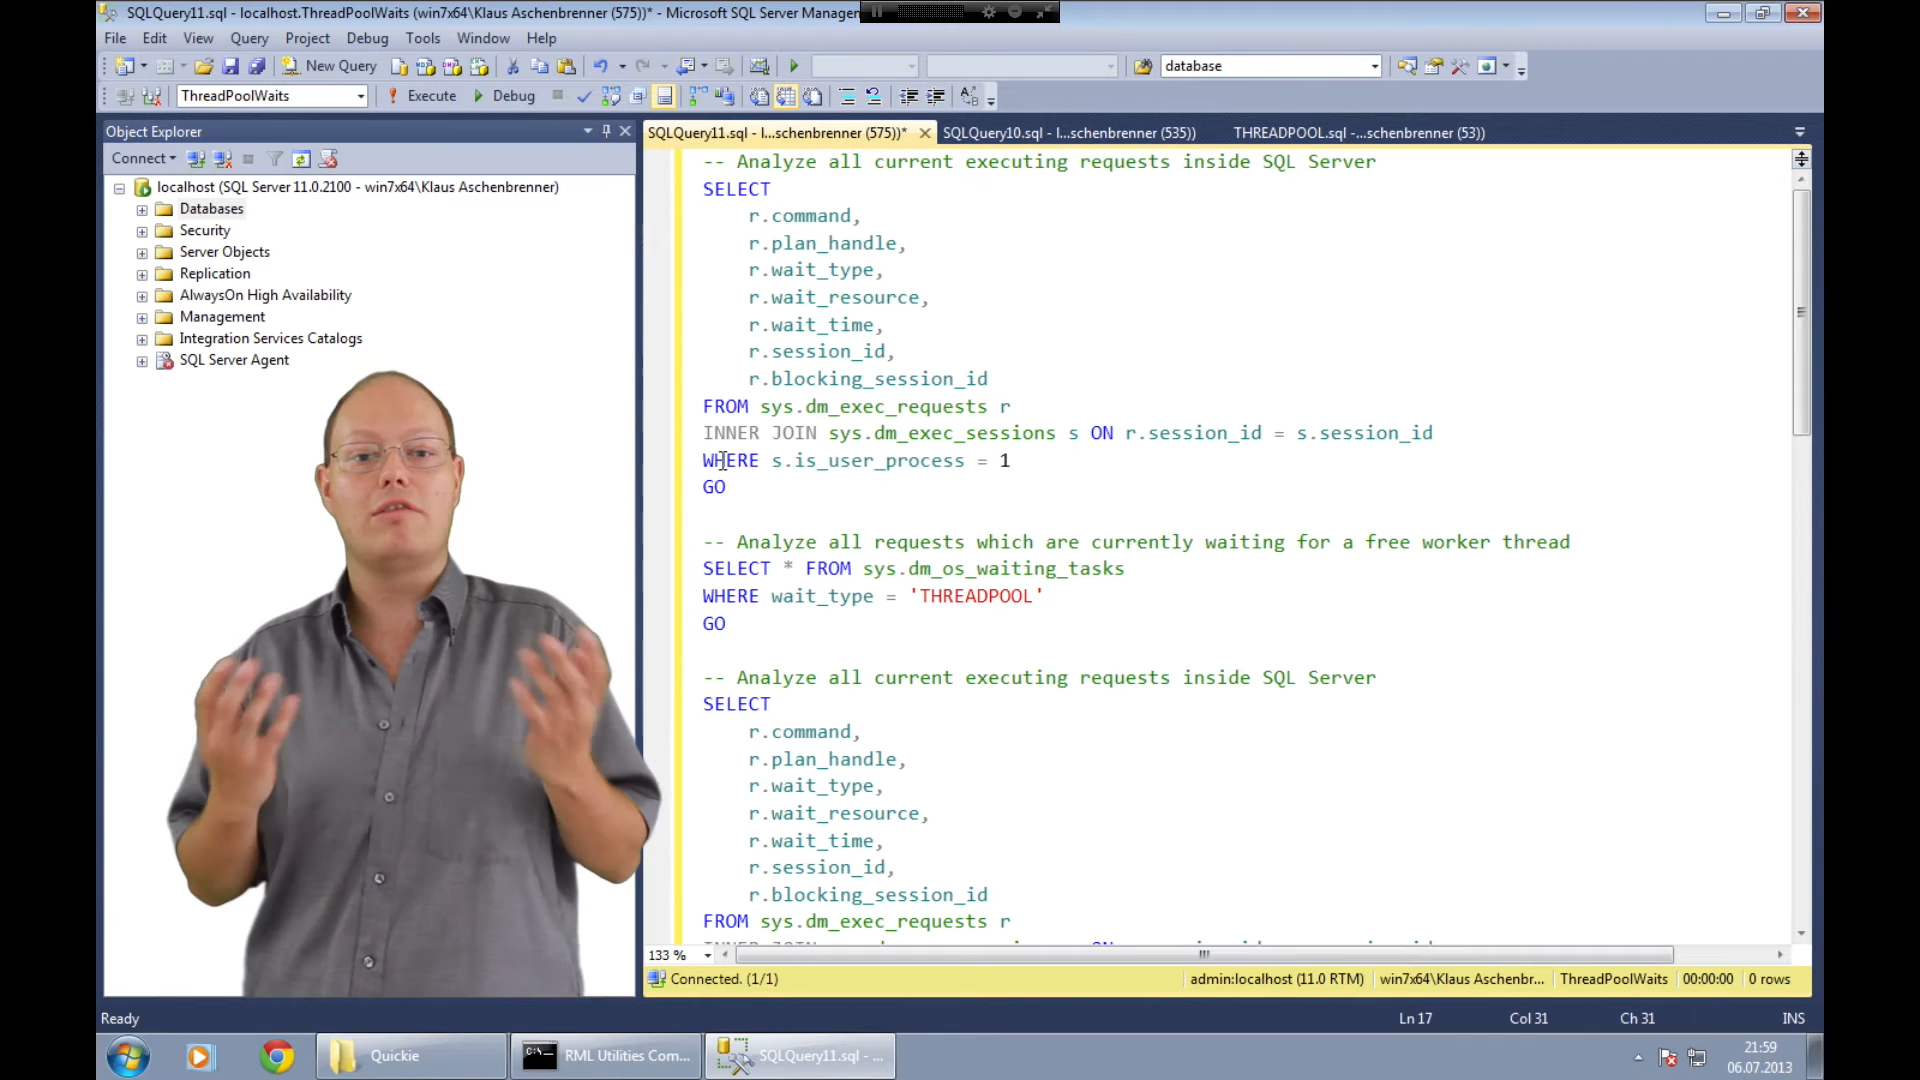 SQLQuery11.sql - localhost.ThreadPoolWaits (win7x64\Klaus Aschenbrenner (575))* - Microsoft SQL Server Manage
File Edit View Query Project Debug Tools Window Help
New Query database
ThreadPoolWaits Execute Debug
Object Explorer
SQLQuery11.sql - l...schenbrenner (575))* SQLQuery10.sql - l...schenbrenner (535)) THREADPOOL.sql -...schenbrenner (53))
Connect
localhost (SQL Server 11.0.2100 - win7x64\Klaus Aschenbrenner)
Databases
Security
Server Objects
Replication
AlwaysOn High Availability
Management
Integration Services Catalogs
SQL Server Agent
-- Analyze all current executing requests inside SQL Server
SELECT
r.command,
r.plan_handle,
r.wait_type,
r.wait_resource,
r.wait_time,
r.session_id,
r.blocking_session_id
FROM sys.dm_exec_requests r
INNER JOIN sys.dm_exec_sessions s ON r.session_id = s.session_id
WHERE s.is_user_process = 1
GO
-- Analyze all requests which are currently waiting for a free worker thread
SELECT * FROM sys.dm_os_waiting_tasks
WHERE wait_type = 'THREADPOOL'
GO
-- Analyze all current executing requests inside SQL Server
SELECT
r.command,
r.plan_handle,
r.wait_type,
r.wait_resource,
r.wait_time,
r.session_id,
r.blocking_session_id
FROM sys.dm_exec_requests r
133 %
Connected. (1/1) admin:localhost (11.0 RTM) win7x64\Klaus Aschenbr... ThreadPoolWaits 00:00:00 0 rows
Ready Ln 17 Col 31 Ch 31 INS
Quickie RML Utilities Com... SQLQuery11.sql - ...
21:59
06.07.2013